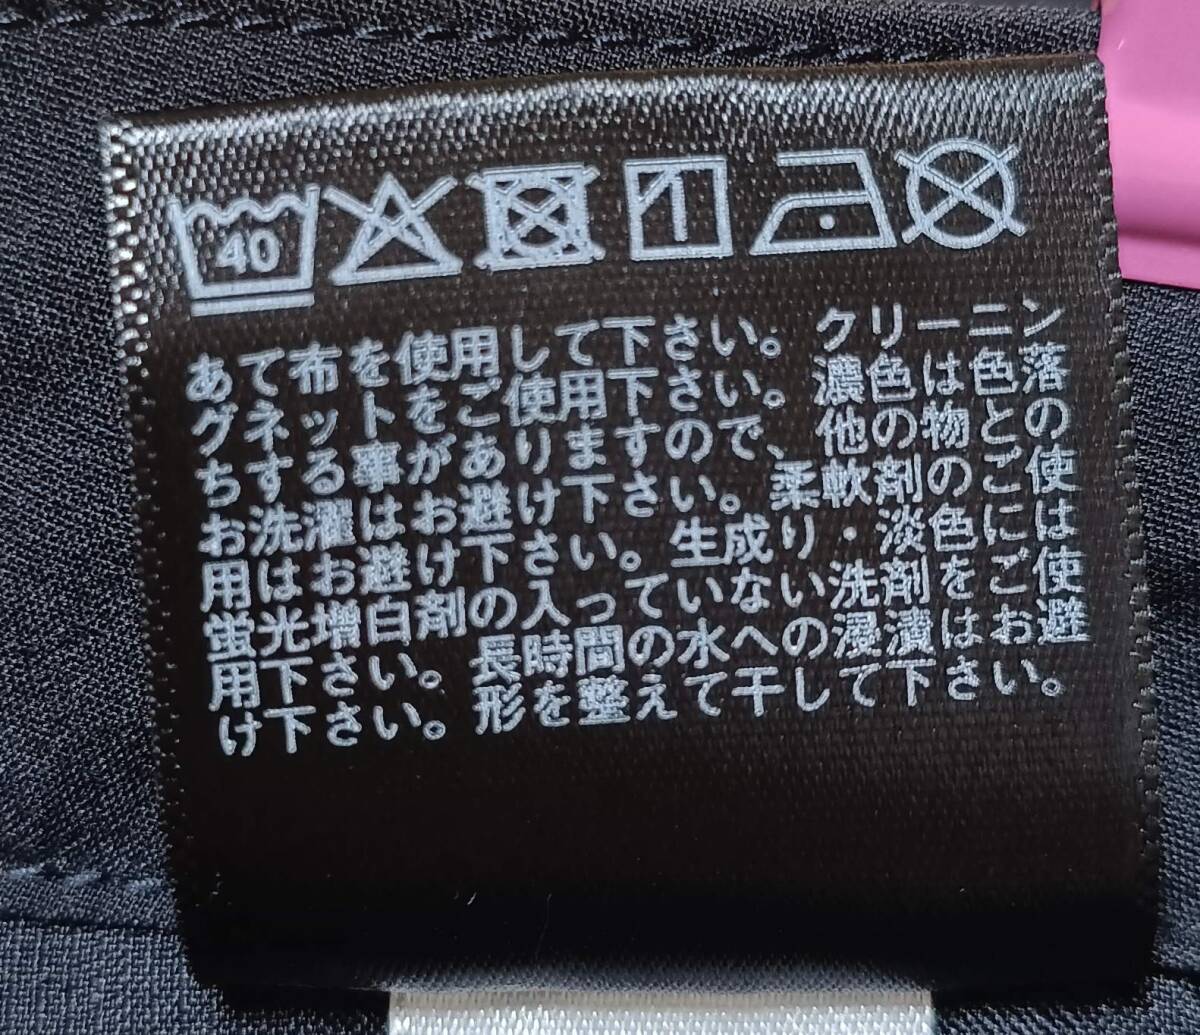 40
あて布を使用して下さい。クリーニン
グネットをご使用下さい。濃色は色落
ちする事がありますので、他の物との
お洗濯はお避け下さい。柔軟剤のご使
用はお避け下さい。生成り・淡色には
蛍光増白剤の入っていない洗剤をご使
用下さい。長時間の水への浸漬はお避
け下さい。形を整えて干して下さい。